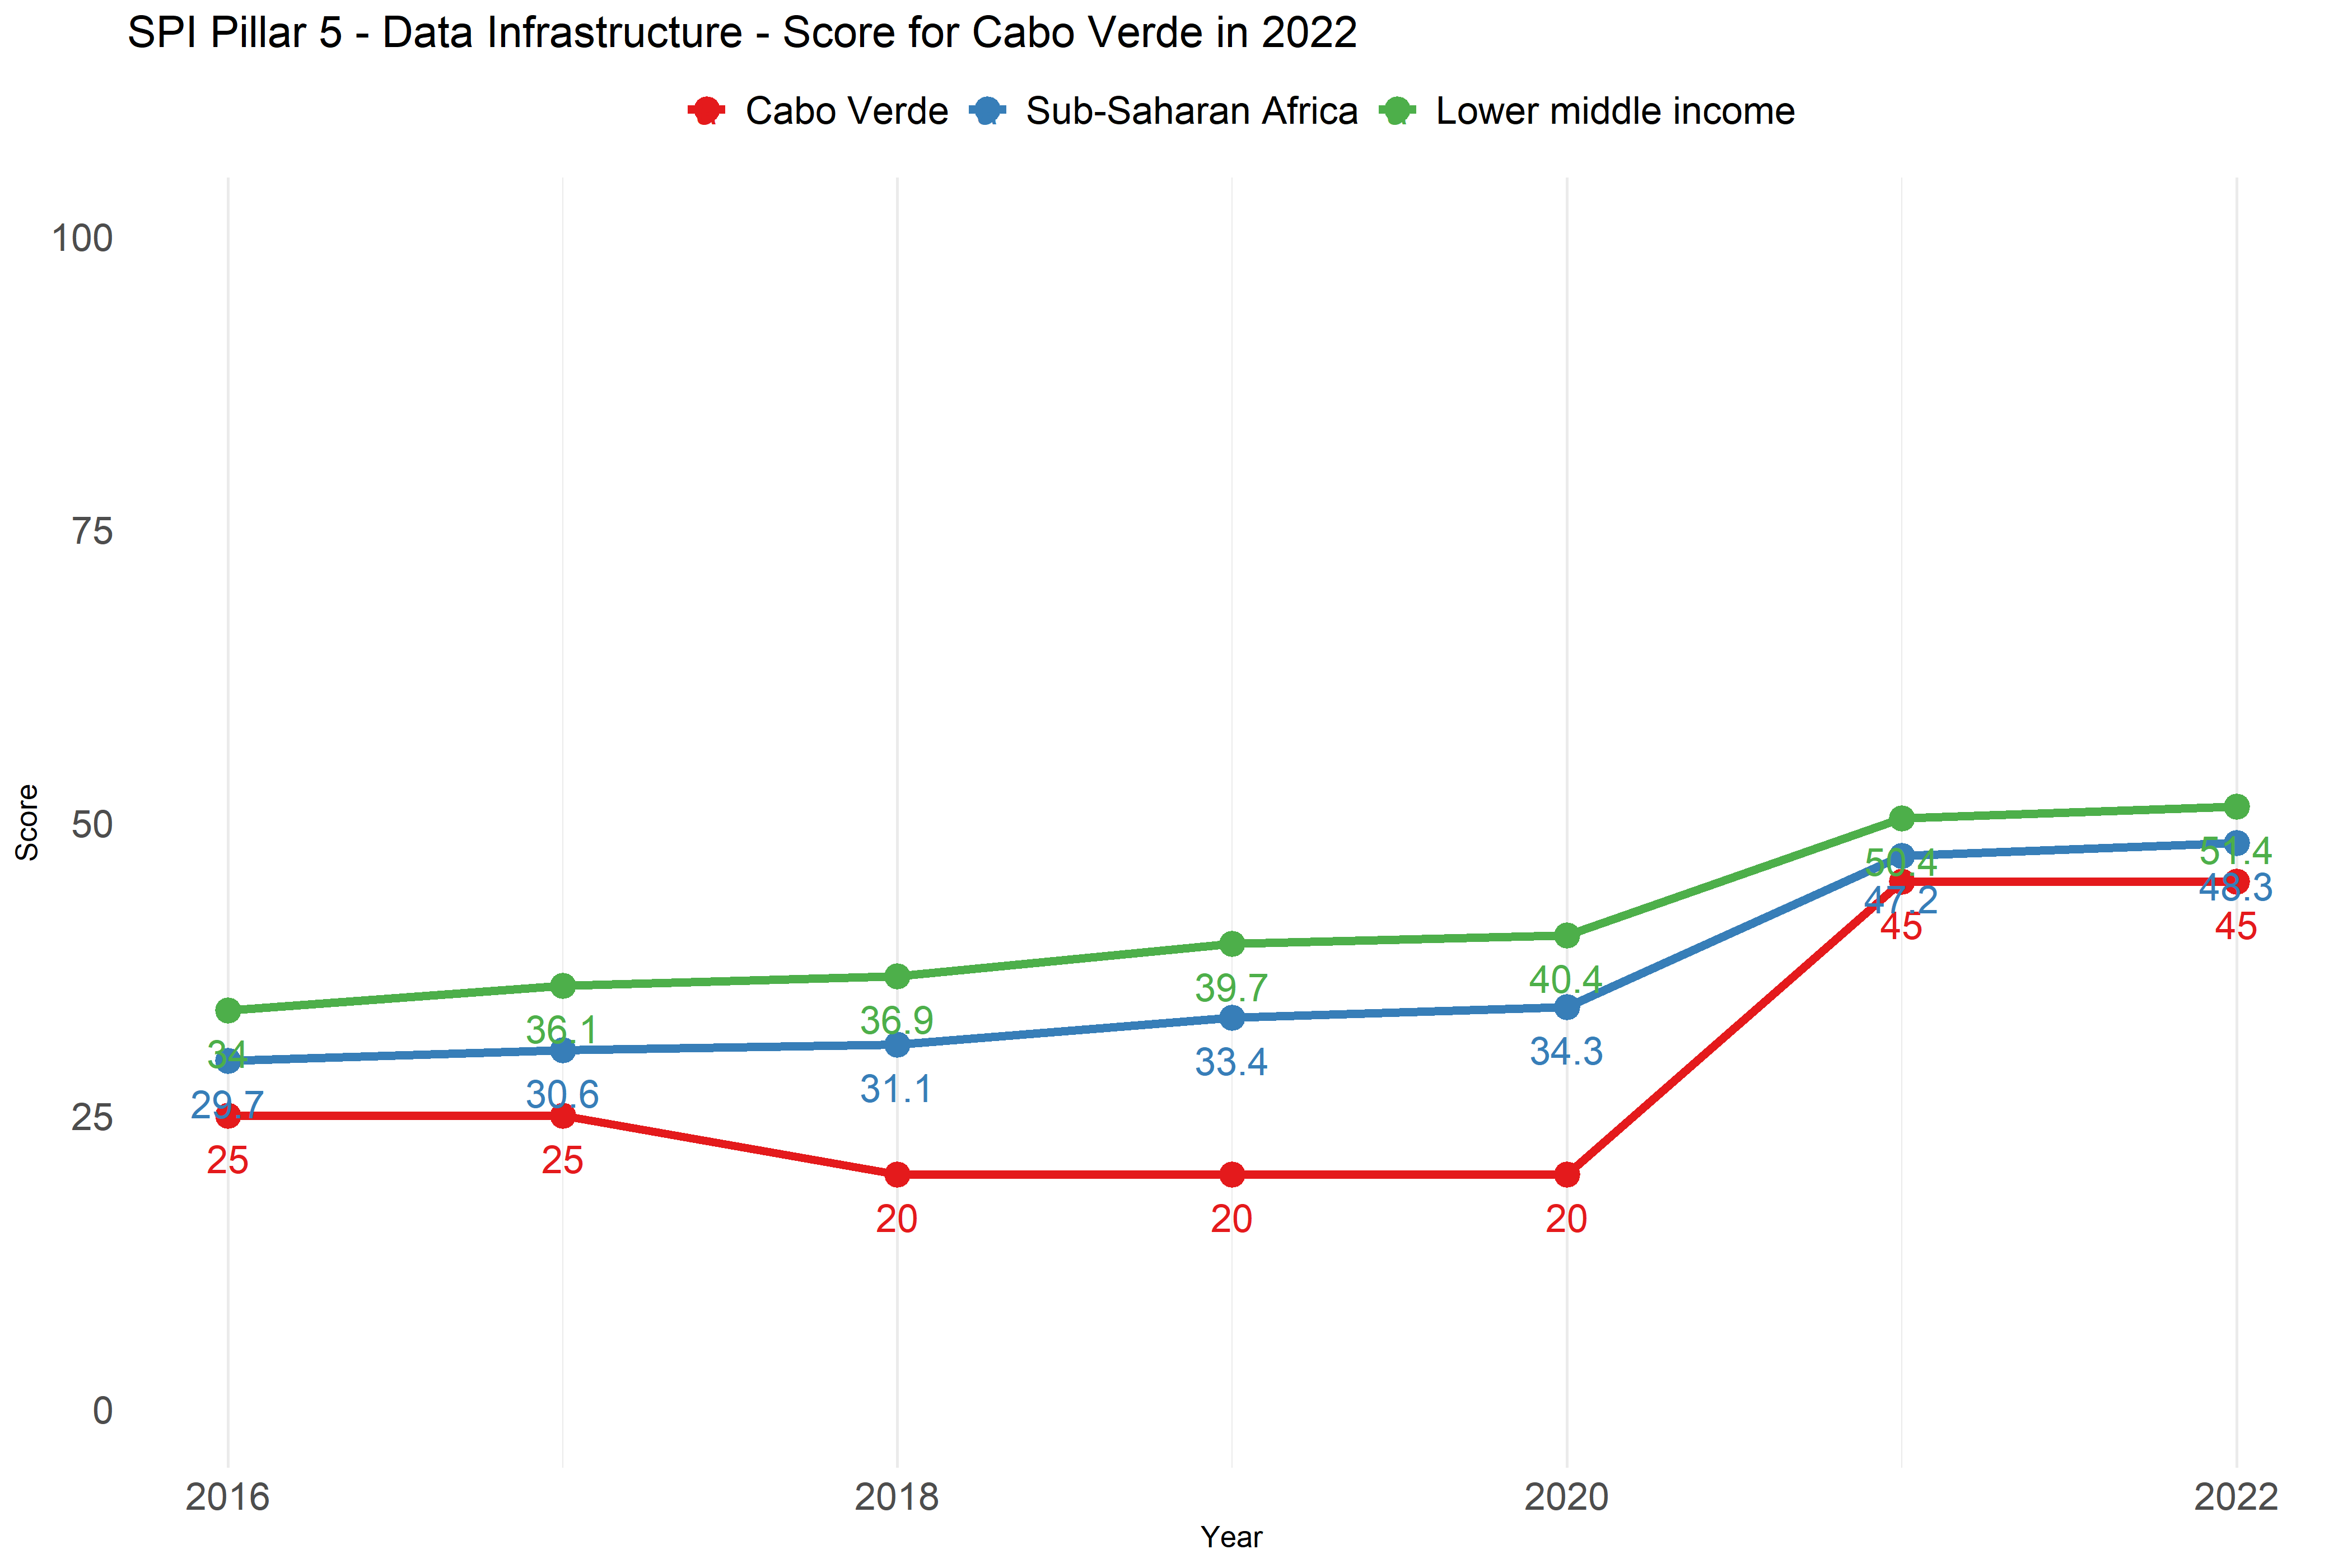 SPI Pillar 5 - Data Infrastructure - Score for Cabo Verde in 2022
Cabo Verde Sub-Saharan Africa Lower middle income
100
75
50
25
0
Score
34 36.1 36.9 39.7 40.4 50.4 51.4
29.7 30.6 31.1 33.4 34.3 47.2 48.3
25 25 20 20 20 45 45
2016 2018 2020 2022
Year